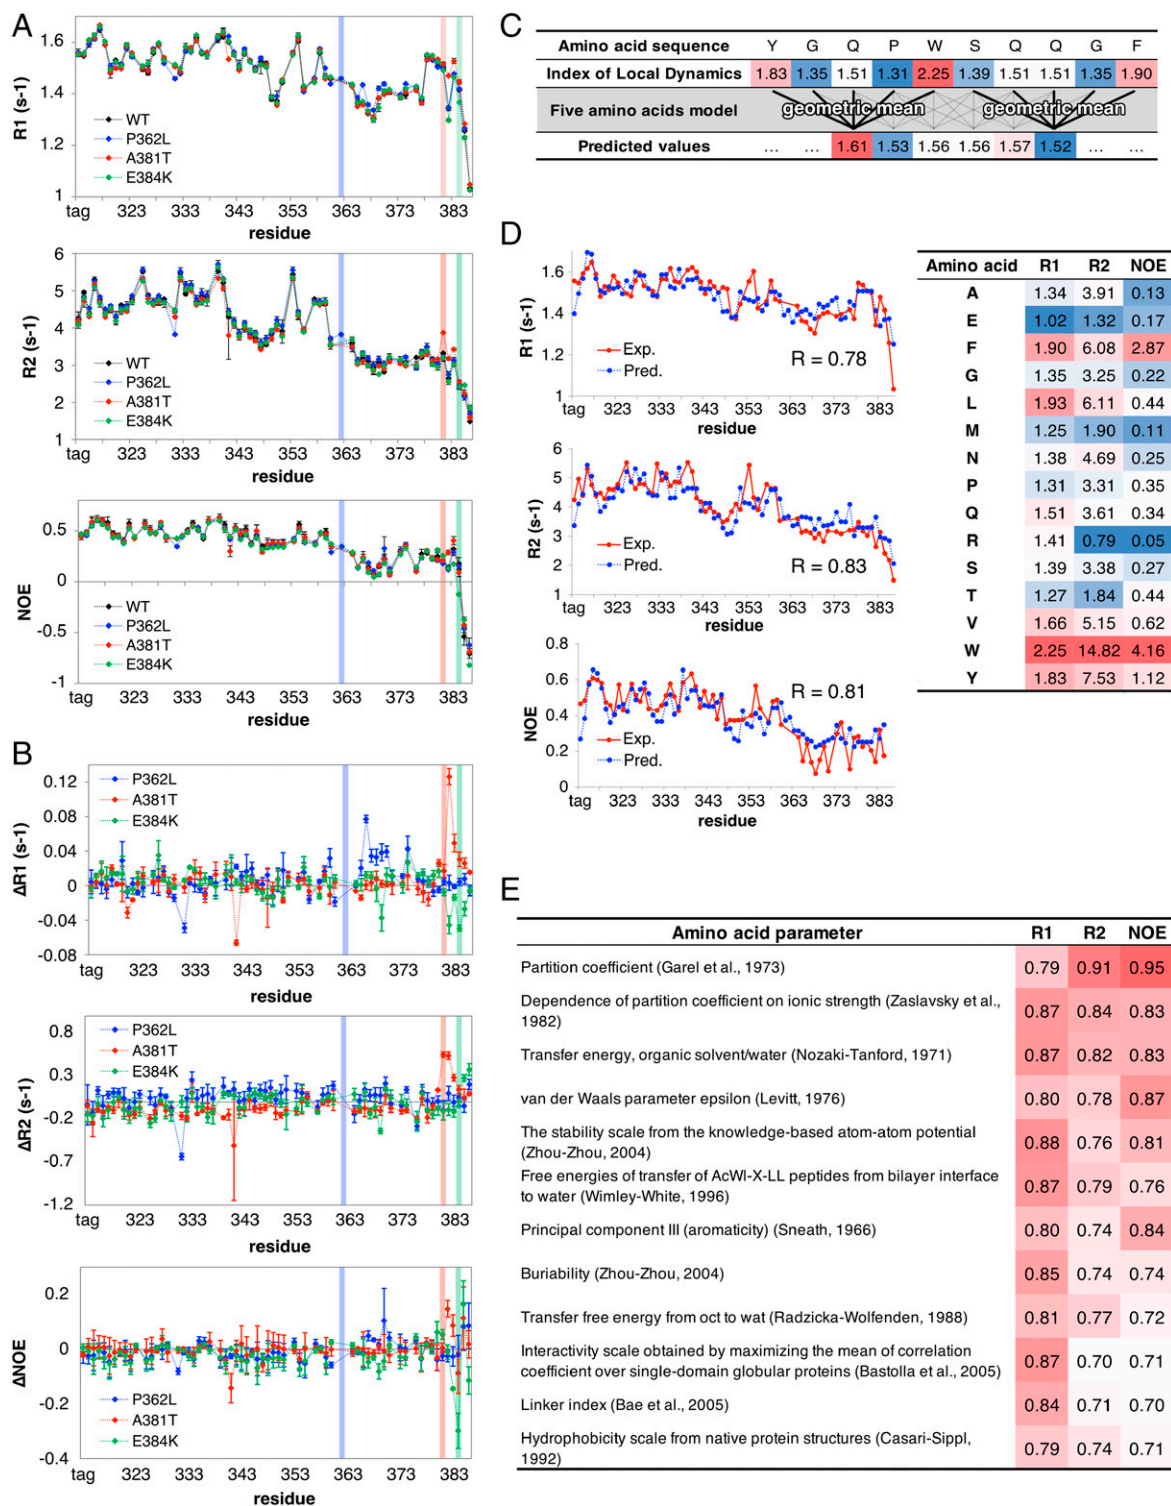 A
R1 (s-1)
1.6
1.4
1.2
1
WT
P362L
A381T
E384K
tag 323 333 343 353 363 373 383
residue
R2 (s-1)
6
5
4
3
2
1
WT
P362L
A381T
E384K
tag 323 333 343 353 363 373 383
residue
NOE
0.5
0
-0.5
-1
WT
P362L
A381T
E384K
tag 323 333 343 353 363 373 383
residue
B
ΔR1 (s-1)
0.12
0.08
0.04
0
-0.04
-0.08
P362L
A381T
E384K
tag 323 333 343 353 363 373 383
residue
ΔR2 (s-1)
0.8
0.3
-0.2
-0.7
-1.2
P362L
A381T
E384K
tag 323 333 343 353 363 373 383
residue
ΔNOE
0.2
0
-0.2
-0.4
P362L
A381T
E384K
tag 323 333 343 353 363 373 383
residue
C
Amino acid sequence Y G Q P W S Q Q G F
Index of Local Dynamics 1.83 1.35 1.51 1.31 2.25 1.39 1.51 1.51 1.35 1.90
Five amino acids model geometric mean geometric mean
Predicted values ... ... 1.61 1.53 1.56 1.56 1.57 1.52 ... ...
D
R1 (s-1)
1.6
1.4
1.2
1
Exp.
Pred.
R = 0.78
tag 323 333 343 353 363 373 383
residue
R2 (s-1)
6
5
4
3
2
1
Exp.
Pred.
R = 0.83
tag 323 333 343 353 363 373 383
residue
NOE
0.8
0.6
0.4
0.2
0
Exp.
Pred.
R = 0.81
tag 323 333 343 353 363 373 383
residue
Amino acid R1 R2 NOE
A 1.34 3.91 0.13
E 1.02 1.32 0.17
F 1.90 6.08 2.87
G 1.35 3.25 0.22
L 1.93 6.11 0.44
M 1.25 1.90 0.11
N 1.38 4.69 0.25
P 1.31 3.31 0.35
Q 1.51 3.61 0.34
R 1.41 0.79 0.05
S 1.39 3.38 0.27
T 1.27 1.84 0.44
V 1.66 5.15 0.62
W 2.25 14.82 4.16
Y 1.83 7.53 1.12
E
Amino acid parameter R1 R2 NOE
Partition coefficient (Garel et al., 1973) 0.79 0.91 0.95
Dependence of partition coefficient on ionic strength (Zaslavsky et al.,
1982) 0.87 0.84 0.83
Transfer energy, organic solvent/water (Nozaki-Tanford, 1971) 0.87 0.82 0.83
van der Waals parameter epsilon (Levitt, 1976) 0.80 0.78 0.87
The stability scale from the knowledge-based atom-atom potential
(Zhou-Zhou, 2004) 0.88 0.76 0.81
Free energies of transfer of AcWl-X-LL peptides from bilayer interface
to water (Wimley-White, 1996) 0.87 0.79 0.76
Principal component III (aromaticity) (Sneath, 1966) 0.80 0.74 0.84
Buriability (Zhou-Zhou, 2004) 0.85 0.74 0.74
Transfer free energy from oct to wat (Radzicka-Wolfenden, 1988) 0.81 0.77 0.72
Interactivity scale obtained by maximizing the mean of correlation
coefficient over single-domain globular proteins (Bastolla et al., 2005) 0.87 0.70 0.71
Linker index (Bae et al., 2005) 0.84 0.71 0.70
Hydrophobicity scale from native protein structures (Casari-Sippl,
1992) 0.79 0.74 0.71